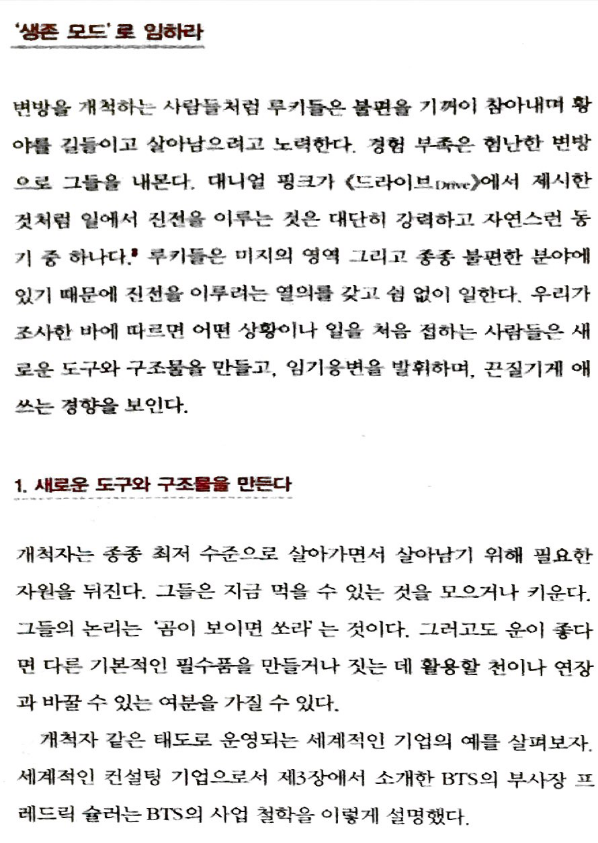 ‘생존 모드’로 임하라
변방을 개척하는 사람들처럼 루키들은 불편을 기꺼이 참아내며 황
야를 길들이고 살아남으려고 노력한다. 경험 부족은 험난한 변방
으로 그들을 내몬다. 대니얼 핑크가 《드라이브Drive》에서 제시한
것처럼 일에서 진전을 이루는 것은 대단히 강력하고 자연스런 동
기 중 하나다.⁸ 루키들은 미지의 영역 그리고 종종 불편한 분야에
있기 때문에 진전을 이루려는 열의를 갖고 쉼 없이 일한다. 우리가
조사한 바에 따르면 어떤 상황이나 일을 처음 접하는 사람들은 새
로운 도구와 구조물을 만들고, 임기응변을 발휘하며, 끈질기게 애
쓰는 경향을 보인다.
1. 새로운 도구와 구조물을 만든다
개척자는 종종 최저 수준으로 살아가면서 살아남기 위해 필요한
자원을 뒤진다. 그들은 지금 먹을 수 있는 것을 모으거나 키운다.
그들의 논리는 ‘곰이 보이면 쏘라’는 것이다. 그러고도 운이 좋다
면 다른 기본적인 필수품을 만들거나 짓는 데 활용할 천이나 연장
과 바꿀 수 있는 여분을 가질 수 있다.
개척자 같은 태도로 운영되는 세계적인 기업의 예를 살펴보자.
세계적인 컨설팅 기업으로서 제3장에서 소개한 BTS의 부사장 프
레드릭 슐러는 BTS의 사업 철학을 이렇게 설명했다.